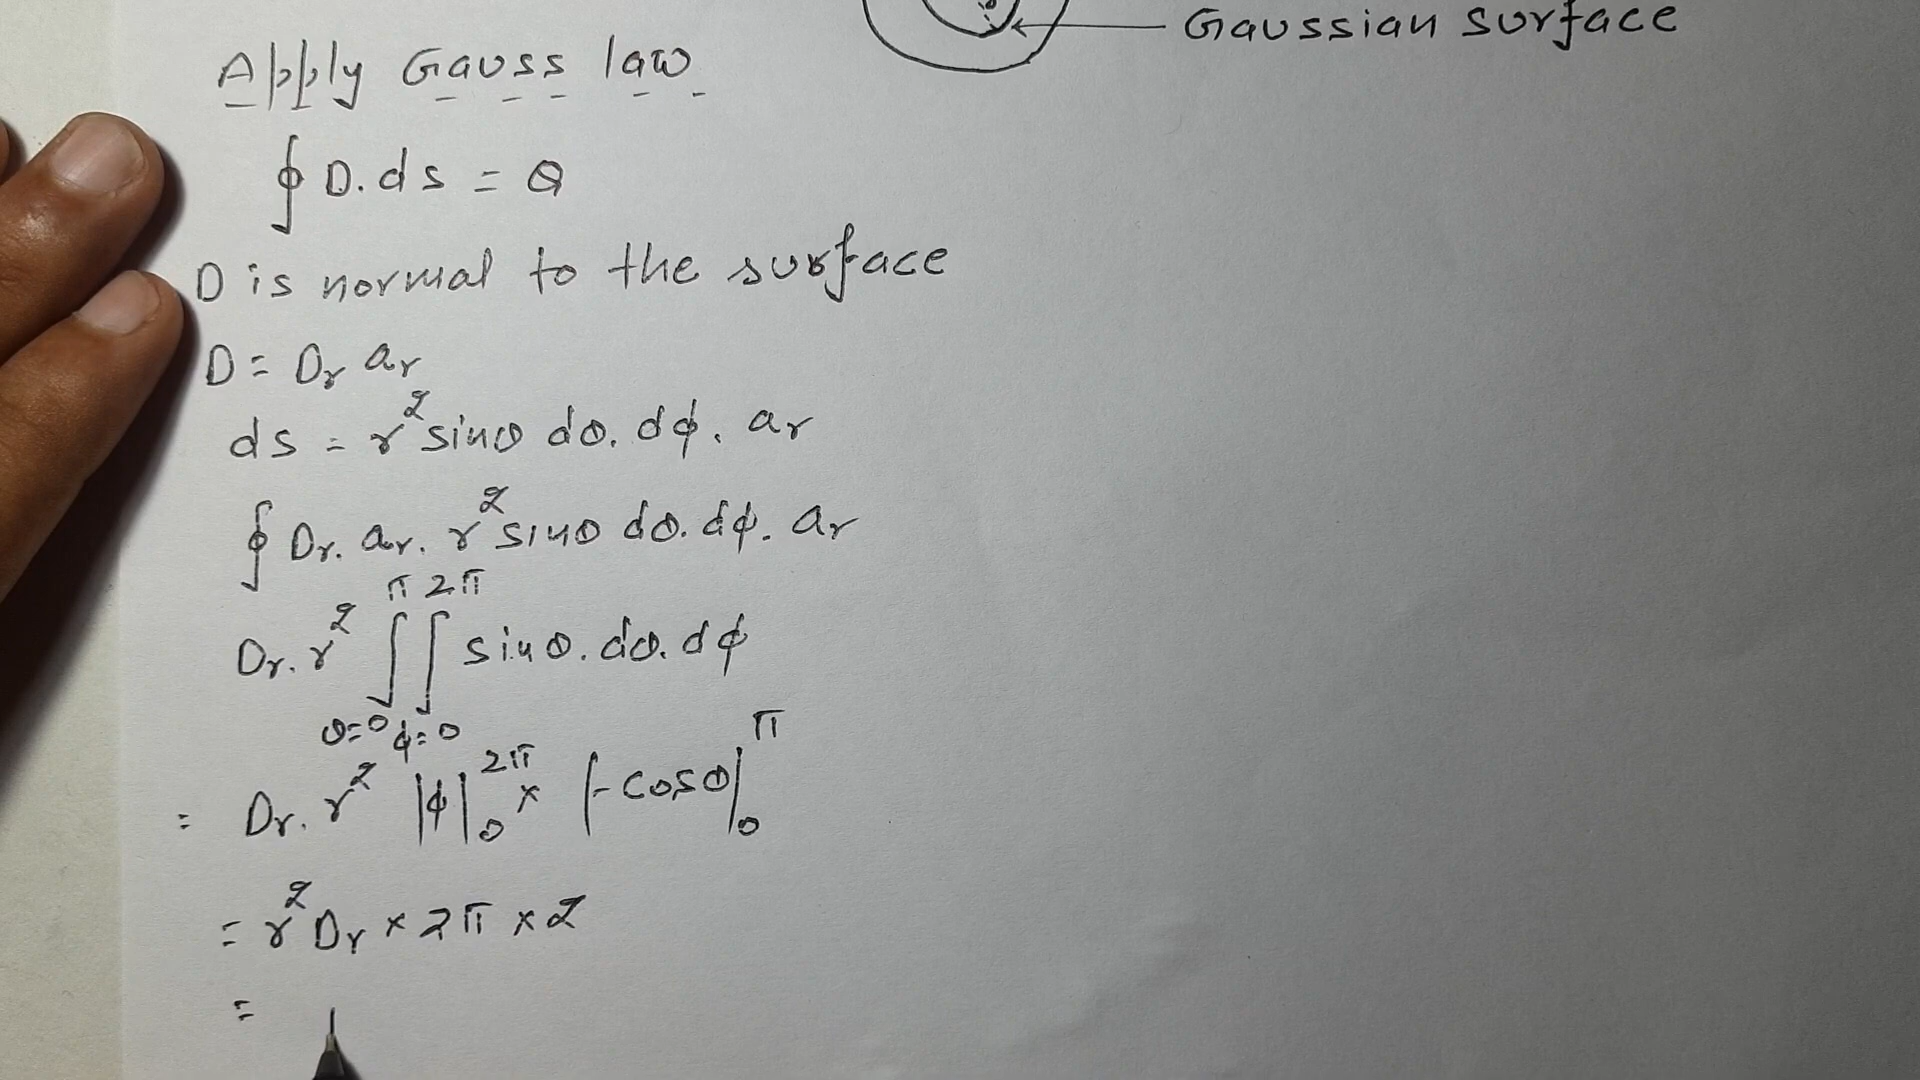 Gaussian surface
Apply Gauss law
∮ D.ds = Q
D is normal to the surface
D = Dr ar
ds = r² sinθ dθ. dϕ. ar
∮ Dr. ar. r² sinθ dθ. dϕ. ar
Dr. r² ∫θ=0^π ∫ϕ=0^2π sinθ. dθ. dϕ
= Dr. r² |ϕ|₀^2π × |-cosθ|₀^π
= r² Dr × 2π × 2
=